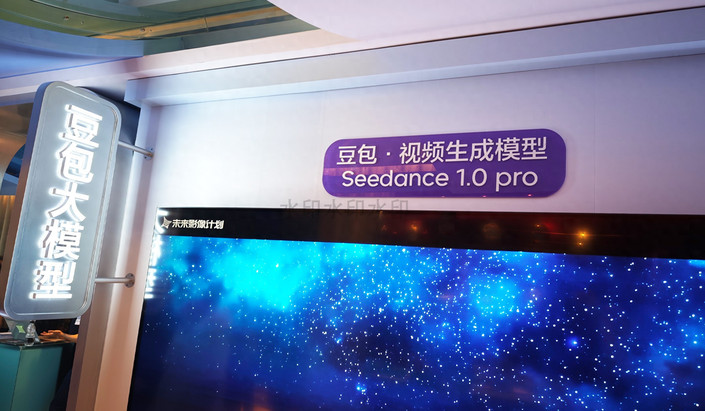 豆包大模型
豆包·视频生成模型
Seedance 1.0 pro
水印水印水印
未来影像计划